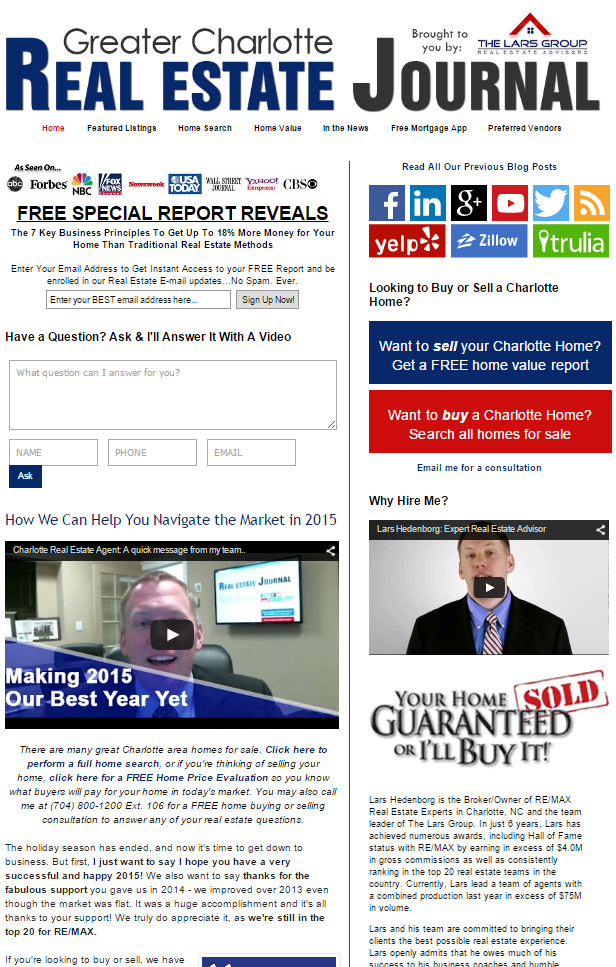 Greater Charlotte
Brought to
you by:
THE LARS GROUP
REAL ESTATE ADVISORS
REAL ESTATE JOURNAL
Home Featured Listings Home Search Home Value In the News Free Mortgage App Preferred Vendors
As Seen On...
abc Forbes NBC FOX NEWS Newsweek USA TODAY WALL STREET JOURNAL YAHOO! Entrepreneur CBS
FREE SPECIAL REPORT REVEALS
The 7 Key Business Principles To Get Up To 18% More Money for Your
Home Than Traditional Real Estate Methods
Enter Your Email Address to Get Instant Access to your FREE Report and be
enrolled in our Real Estate E-mail updates...No Spam. Ever.
Enter your BEST email address here... Sign Up Now!
Have a Question? Ask & I'll Answer It With A Video
What question can I answer for you?
NAME PHONE EMAIL
Ask
How We Can Help You Navigate the Market in 2015
Charlotte Real Estate Agent: A quick message from my team..
REAL ESTATE JOURNAL
Making 2015
Our Best Year Yet
There are many great Charlotte area homes for sale. Click here to
perform a full home search, or if you're thinking of selling your
home, click here for a FREE Home Price Evaluation so you know
what buyers will pay for your home in today's market. You may also call
me at (704) 800-1200 Ext. 106 for a FREE home buying or selling
consultation to answer any of your real estate questions.
The holiday season has ended, and now it's time to get down to
business. But first, I just want to say I hope you have a very
successful and happy 2015! We also want to say thanks for the
fabulous support you gave us in 2014 - we improved over 2013 even
though the market was flat. It was a huge accomplishment and it's all
thanks to your support! We truly do appreciate it, as we're still in the
top 20 for RE/MAX.
If you're looking to buy or sell, we have
Read All Our Previous Blog Posts
f in g+ YouTube
yelp Zillow trulia
Looking to Buy or Sell a Charlotte
Home?
Want to sell your Charlotte Home?
Get a FREE home value report
Want to buy a Charlotte Home?
Search all homes for sale
Email me for a consultation
Why Hire Me?
Lars Hedenborg: Expert Real Estate Advisor
YOUR HOME SOLD
GUARANTEED
OR I'LL BUY IT!
Lars Hedenborg is the Broker/Owner of RE/MAX
Real Estate Experts in Charlotte, NC and the team
leader of The Lars Group. In just 6 years, Lars has
achieved numerous awards, including Hall of Fame
status with RE/MAX by earning in excess of $4.0M
in gross commissions as well as consistently
ranking in the top 20 real estate teams in the
country. Currently, Lars lead a team of agents with
a combined production last year in excess of $75M
in volume.
Lars and his team are committed to bringing their
clients the best possible real estate experience.
Lars openly admits that he owes much of his
success to his business coaches and humble